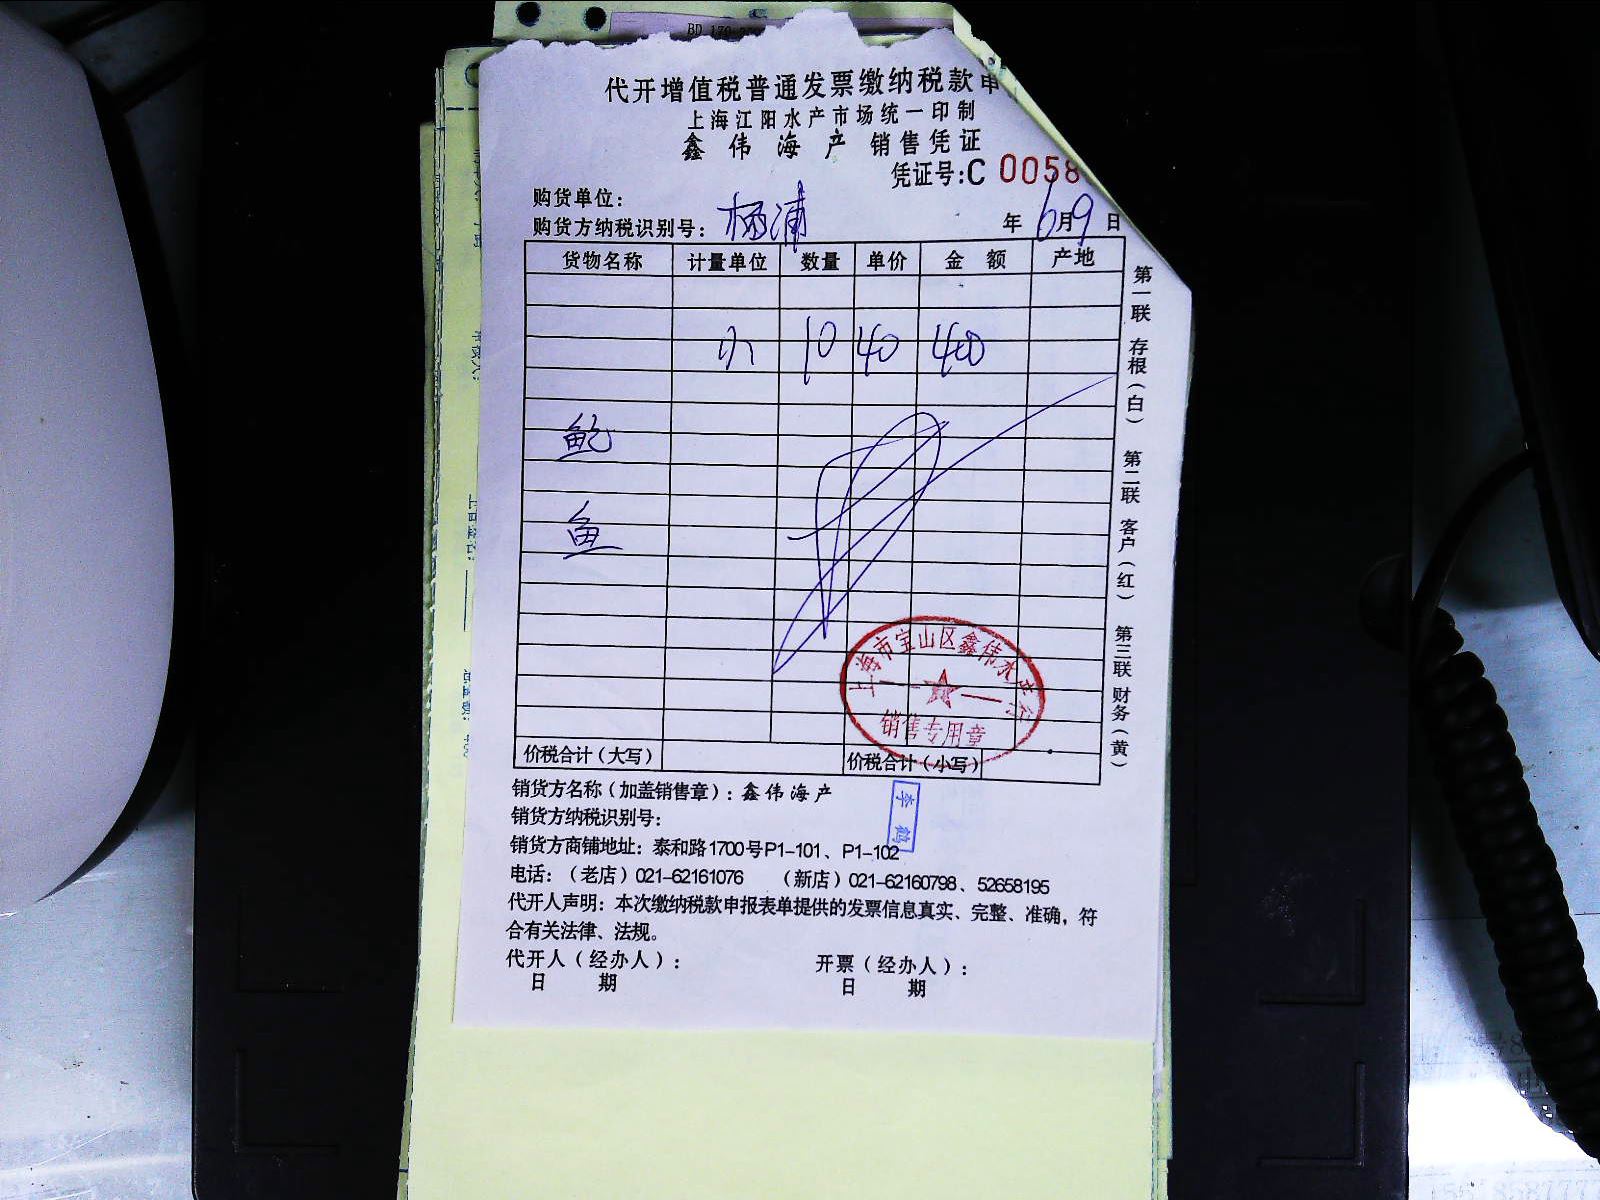 代开增值税普通发票缴纳税款申
上海江阳水产市场统一印制
鑫伟海产 销售凭证
凭证号:C 0058
购货单位:
购货方纳税识别号: 杨浦 年 6月9日
货物名称 计量单位 数量 单价 金额 产地
10 40 400
鲍
鱼
价税合计(大写) 价税合计(小写)
上海市宝山区鑫伟水产行
销售专用章
销货方名称(加盖销售章):鑫伟海产
李鹤
销货方纳税识别号:
销货方商铺地址:泰和路1700号P1-101、P1-102
电话:(老店)021-62161076 (新店)021-62160798、52658195
代开人声明:本次缴纳税款申报表单提供的发票信息真实、完整、准确,符
合有关法律、法规。
代开人(经办人): 开票(经办人):
日期 日期
第一联 存根(白) 第二联 客户(红) 第三联 财务(黄)